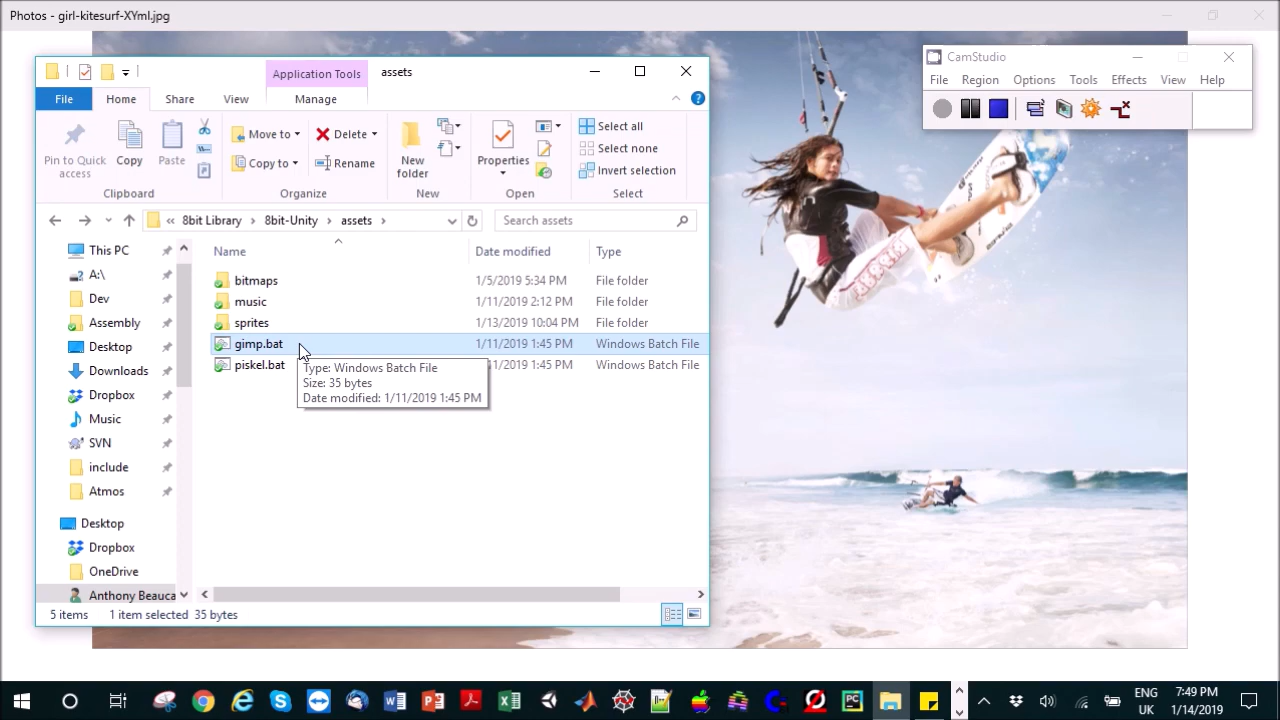 Photos - girl-kitesurf-XYml.jpg
Application Tools
assets
File
Home
Share
View
Manage
Pin to Quick access
Copy
Paste
Move to
Copy to
Delete
Rename
New folder
Properties
Select all
Select none
Invert selection
Clipboard
Organize
New
Open
Select
« 8bit Library > 8bit-Unity > assets >
Search assets
Name
Date modified
Type
This PC
A:\
Dev
Assembly
Desktop
Downloads
Dropbox
Music
SVN
include
Atmos
Desktop
Dropbox
OneDrive
Anthony Beauca
bitmaps 1/5/2019 5:34 PM File folder
music 1/11/2019 2:12 PM File folder
sprites 1/13/2019 10:04 PM File folder
gimp.bat 1/11/2019 1:45 PM Windows Batch File
piskel.bat 11/2019 1:45 PM Windows Batch File
Type: Windows Batch File
Size: 35 bytes
Date modified: 1/11/2019 1:45 PM
5 items 1 item selected 35 bytes
CamStudio
File Region Options Tools Effects View Help
ENG
UK
7:49 PM
1/14/2019